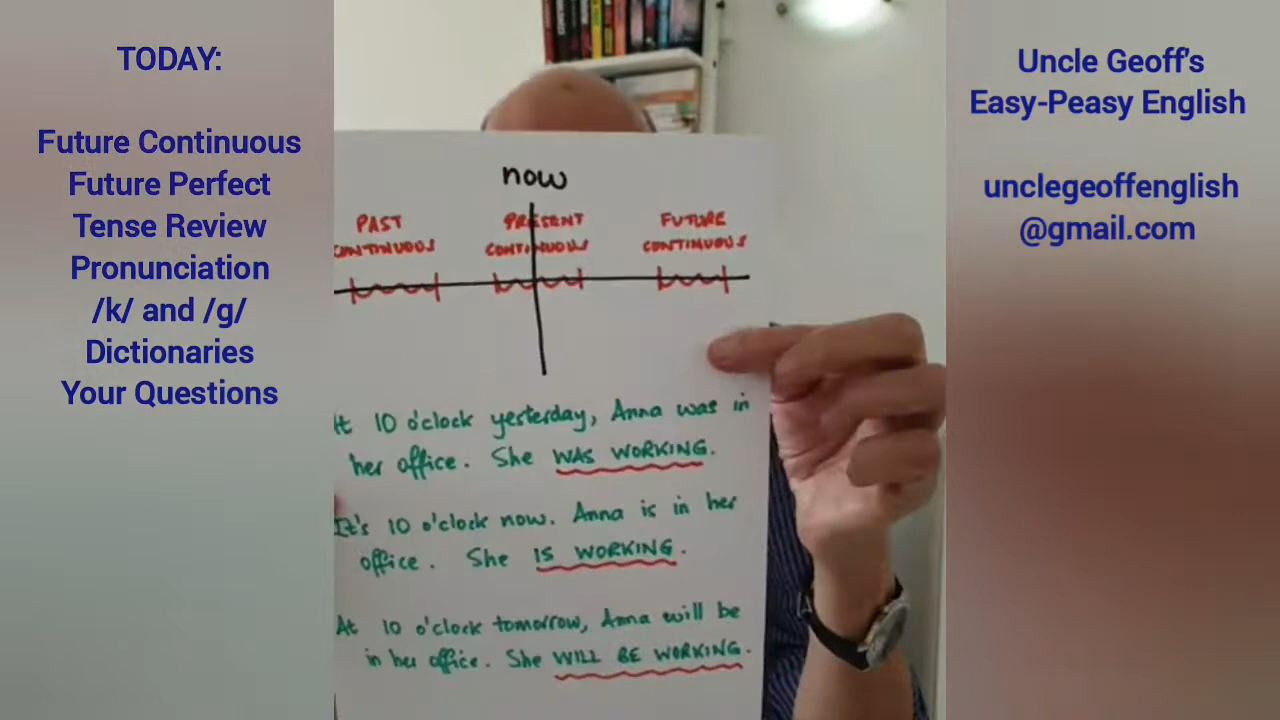 TODAY:
Future Continuous
Future Perfect
Tense Review
Pronunciation
/k/ and /g/
Dictionaries
Your Questions
now
PAST
CONTINUOUS
PRESENT
CONTINUOUS
FUTURE
CONTINUOUS
At 10 o'clock yesterday, Anna was in
her office. She WAS WORKING.
It's 10 o'clock now. Anna is in her
office. She IS WORKING.
At 10 o'clock tomorrow, Anna will be
in her office. She WILL BE WORKING.
Uncle Geoff's
Easy-Peasy English
unclegeoffenglish
@gmail.com